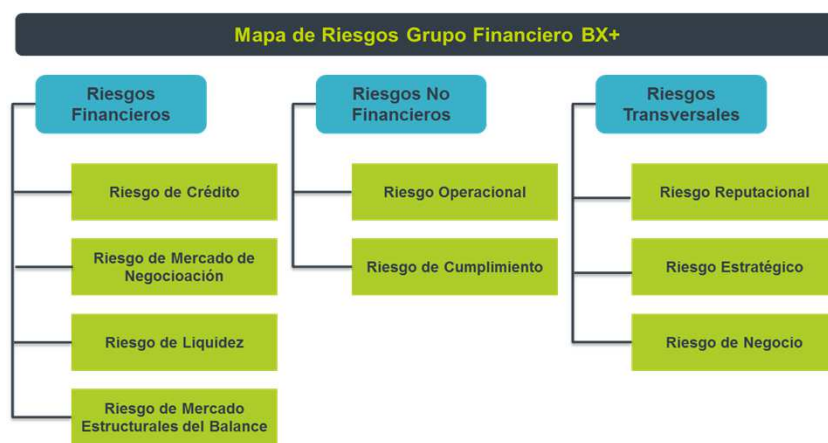 Mapa de Riesgos Grupo Financiero BX+
Riesgos
Financieros
Riesgo de Crédito
Riesgo de Mercado de
Negocioación
Riesgo de Liquidez
Riesgo de Mercado
Estructurales del Balance
Riesgos No
Financieros
Riesgo Operacional
Riesgo de Cumplimiento
Riesgos
Transversales
Riesgo Reputacional
Riesgo Estratégico
Riesgo de Negocio